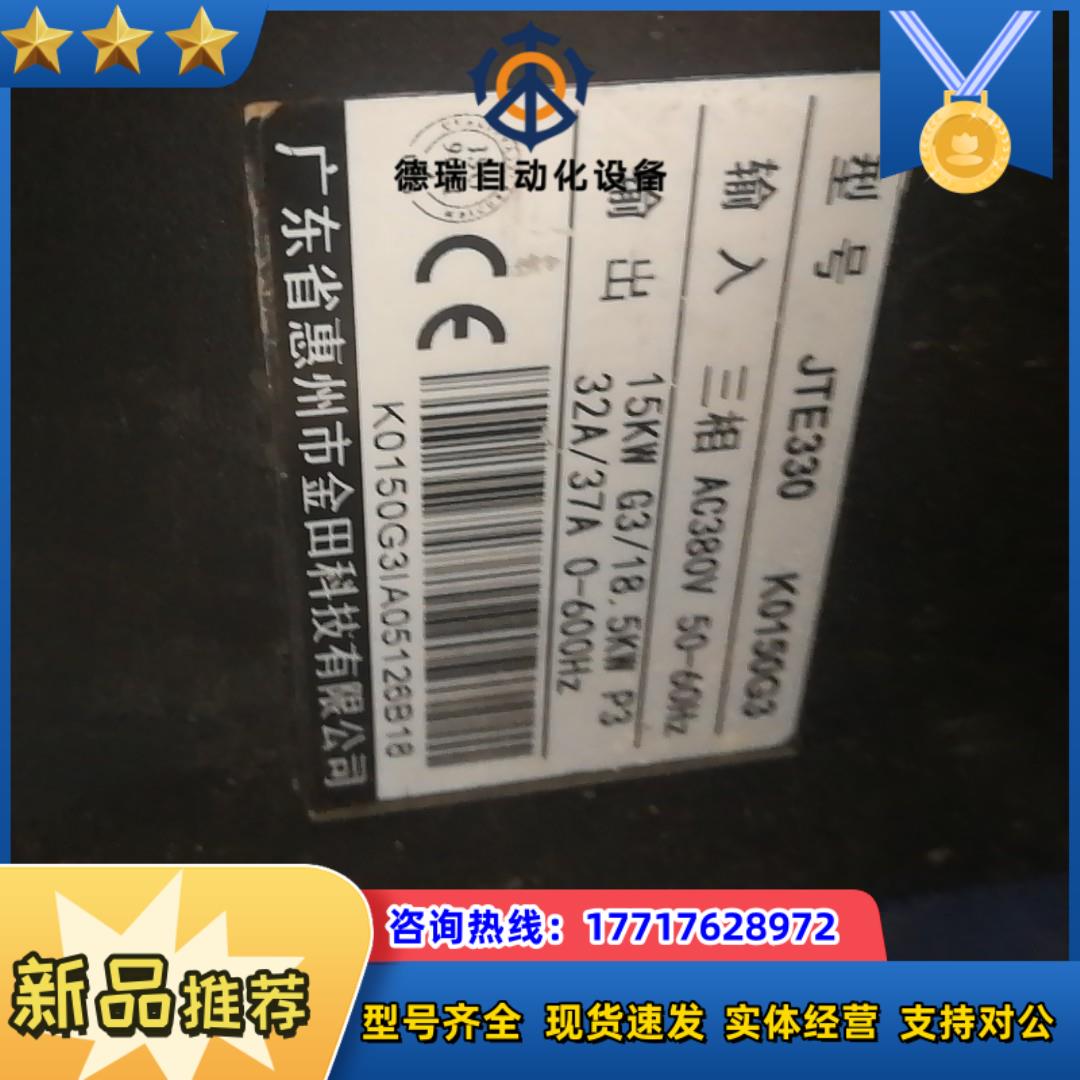 德瑞自动化设备
型号 JTE330 K0150G3
输入 三相 AC380V 50-60Hz
输出 15KW G3/18.5KW P3
32A/37A 0-600Hz
CE
K0150G3IA05128B18
广东省惠州市金田科技有限公司
咨询热线：17717628972
新品推荐
型号齐全 现货速发 实体经营 支持对公